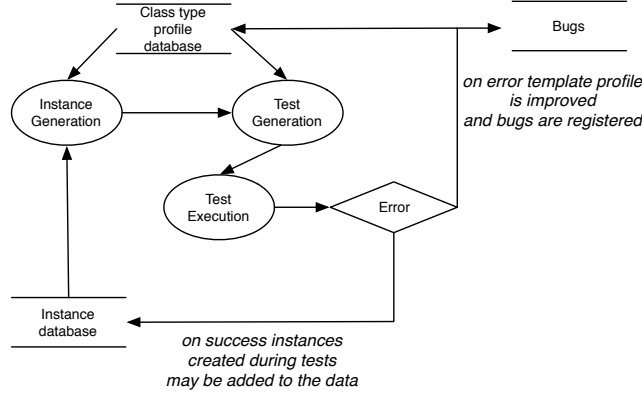 Class type
profile
database
Bugs
on error template profile
is improved
and bugs are registered
Instance
Generation
Test
Generation
Test
Execution
Error
Instance
database
on success instances
created during tests
may be added to the data